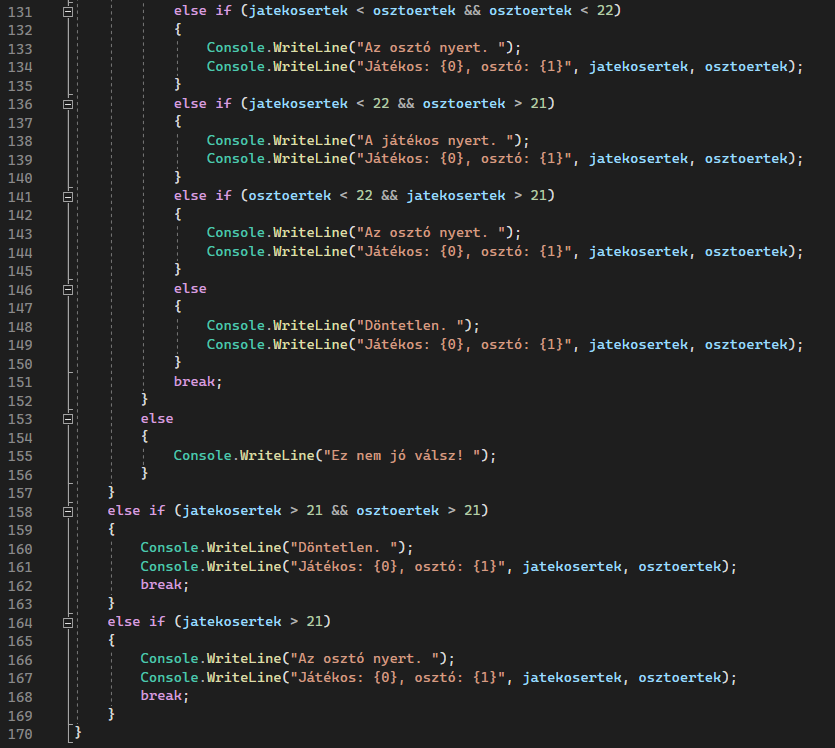 131 else if (jatekosertek < osztoertek && osztoertek < 22)
132 {
133 Console.WriteLine("Az osztó nyert. ");
134 Console.WriteLine("Játékos: {0}, osztó: {1}", jatekosertek, osztoertek);
135 }
136 else if (jatekosertek < 22 && osztoertek > 21)
137 {
138 Console.WriteLine("A játékos nyert. ");
139 Console.WriteLine("Játékos: {0}, osztó: {1}", jatekosertek, osztoertek);
140 }
141 else if (osztoertek < 22 && jatekosertek > 21)
142 {
143 Console.WriteLine("Az osztó nyert. ");
144 Console.WriteLine("Játékos: {0}, osztó: {1}", jatekosertek, osztoertek);
145 }
146 else
147 {
148 Console.WriteLine("Döntetlen. ");
149 Console.WriteLine("Játékos: {0}, osztó: {1}", jatekosertek, osztoertek);
150 }
151 break;
152 }
153 else
154 {
155 Console.WriteLine("Ez nem jó válsz! ");
156 }
157 }
158 else if (jatekosertek > 21 && osztoertek > 21)
159 {
160 Console.WriteLine("Döntetlen. ");
161 Console.WriteLine("Játékos: {0}, osztó: {1}", jatekosertek, osztoertek);
162 break;
163 }
164 else if (jatekosertek > 21)
165 {
166 Console.WriteLine("Az osztó nyert. ");
167 Console.WriteLine("Játékos: {0}, osztó: {1}", jatekosertek, osztoertek);
168 break;
169 }
170 }